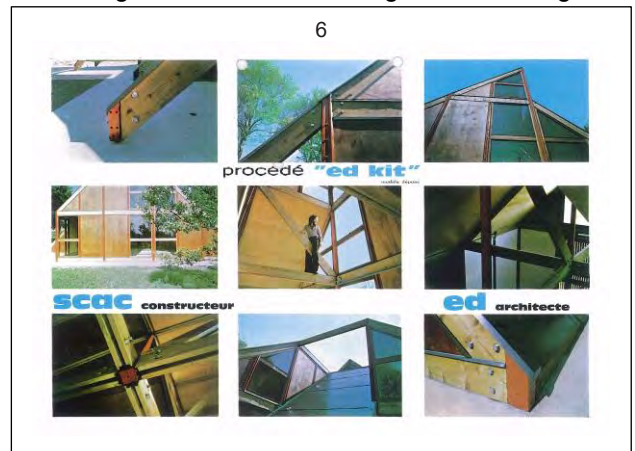 6
procédé "ed kit"
scac constructeur
ed architecte